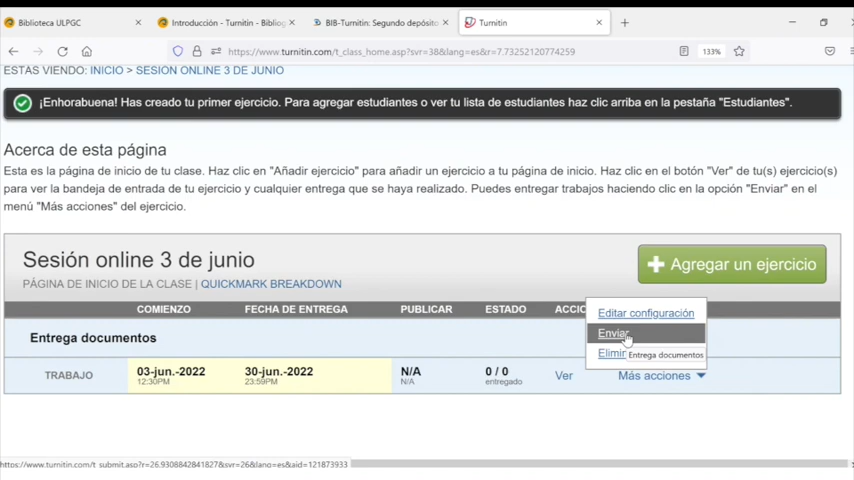 Biblioteca ULPGC
Introducción - Turnitin - Bibliog
BIB-Turnitin: Segundo depósito
Turnitin
https://www.turnitin.com/t_class_home.asp?svr=38&lang=es&r=7.73252120774259
133%
ESTÁS VIENDO: INICIO > SESIÓN ONLINE 3 DE JUNIO
¡Enhorabuena! Has creado tu primer ejercicio. Para agregar estudiantes o ver tu lista de estudiantes haz clic arriba en la pestaña "Estudiantes".
Acerca de esta página
Esta es la página de inicio de tu clase. Haz clic en "Añadir ejercicio" para añadir un ejercicio a tu página de inicio. Haz clic en el botón "Ver" de tu(s) ejercicio(s)
para ver la bandeja de entrada de tu ejercicio y cualquier entrega que se haya realizado. Puedes entregar trabajos haciendo clic en la opción "Enviar" en el
menú "Más acciones" del ejercicio.
Sesión online 3 de junio
Agregar un ejercicio
PÁGINA DE INICIO DE LA CLASE | QUICKMARK BREAKDOWN
COMIENZO FECHA DE ENTREGA PUBLICAR ESTADO ACCIO
Editar configuración
Enviar
Elimin
Entrega documentos
Entrega documentos
TRABAJO 03-jun.-2022 30-jun.-2022 N/A 0 / 0 Ver Más acciones
12:30PM 23:59PM N/A entregado
https://www.turnitin.com/t_submit.asp?r=26.9308842841827&svr=26&lang=es&aid=121873933